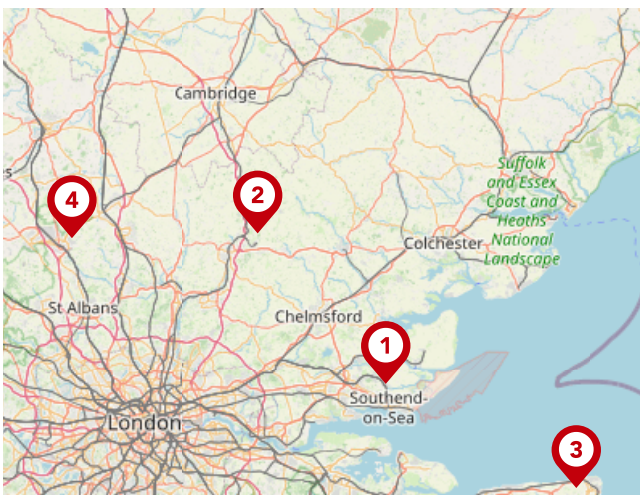 Cambridge
s
2
4
Suffolk
and Essex
Coast and
Heaths
National
Landscape
Colchester
St Albans
Chelmsford
1
Southend-
on-Sea
London
3